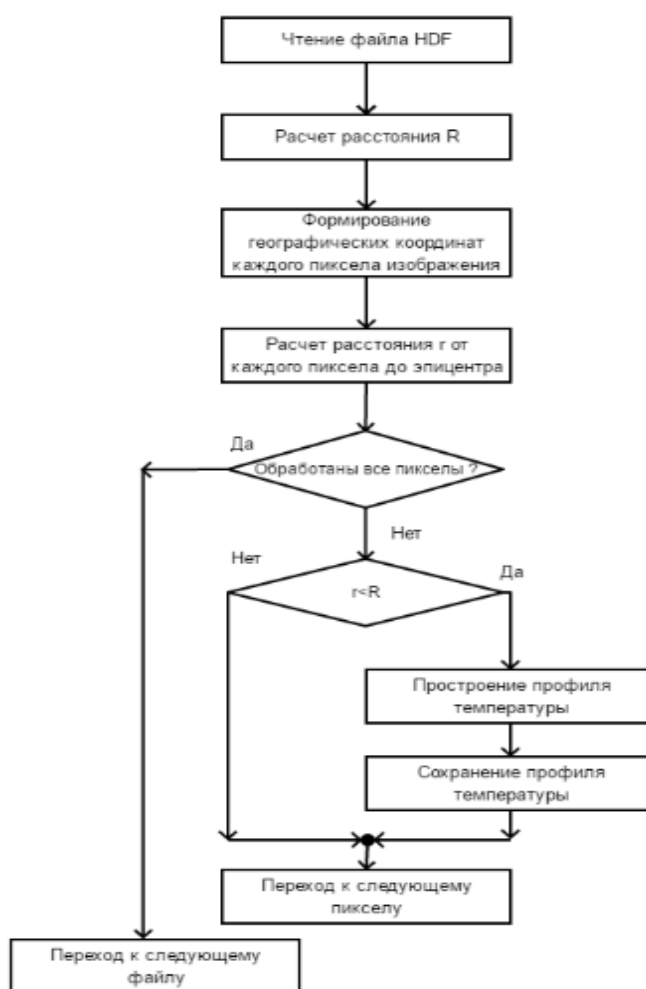 Чтение файла HDF
Расчет расстояния R
Формирование
географических координат
каждого пиксела изображения
Расчет расстояния r от
каждого пиксела до эпицентра
Да
Обработаны все пикселы ?
Нет
Нет
r<R
Да
Простроение профиля
температуры
Сохранение профиля
температуры
Переход к следующему
пикселу
Переход к следующему
файлу